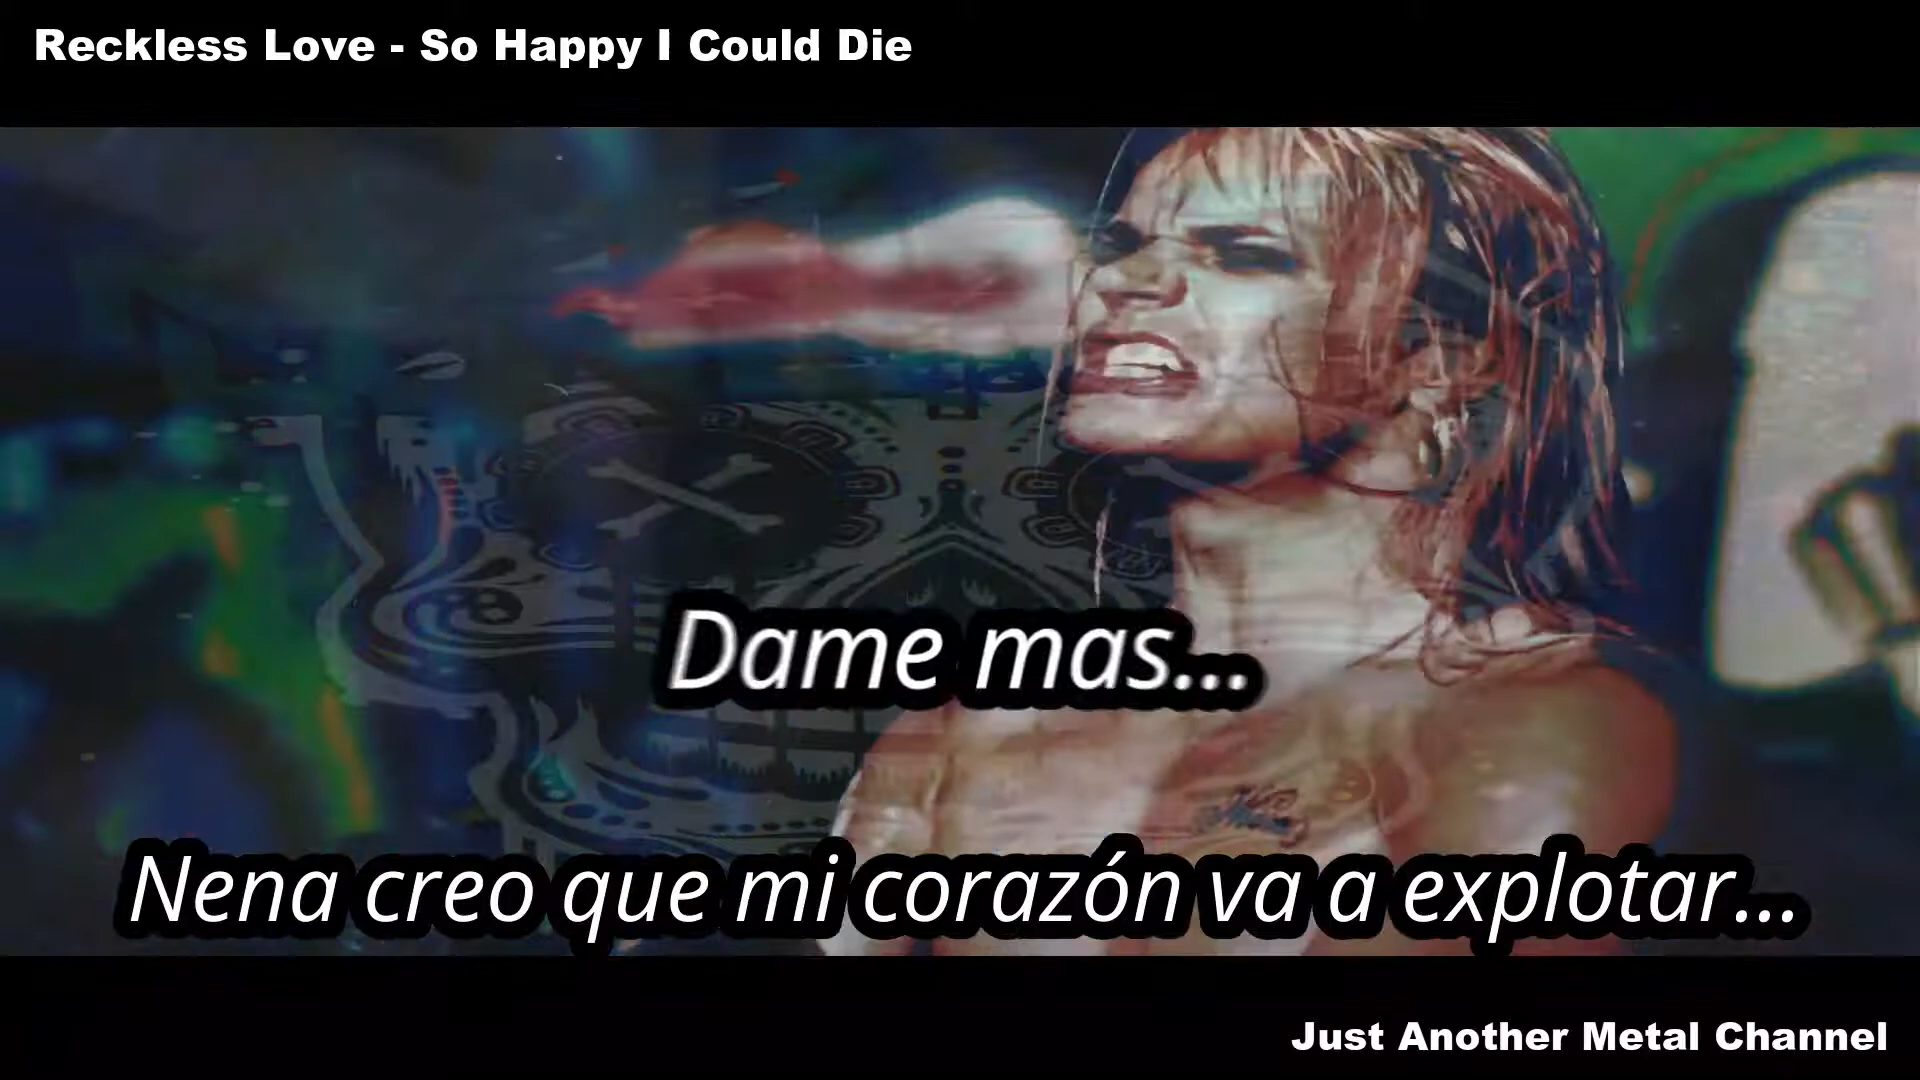 Reckless Love - So Happy I Could Die
Dame mas...
Nena creo que mi corazón va a explotar...
Just Another Metal Channel